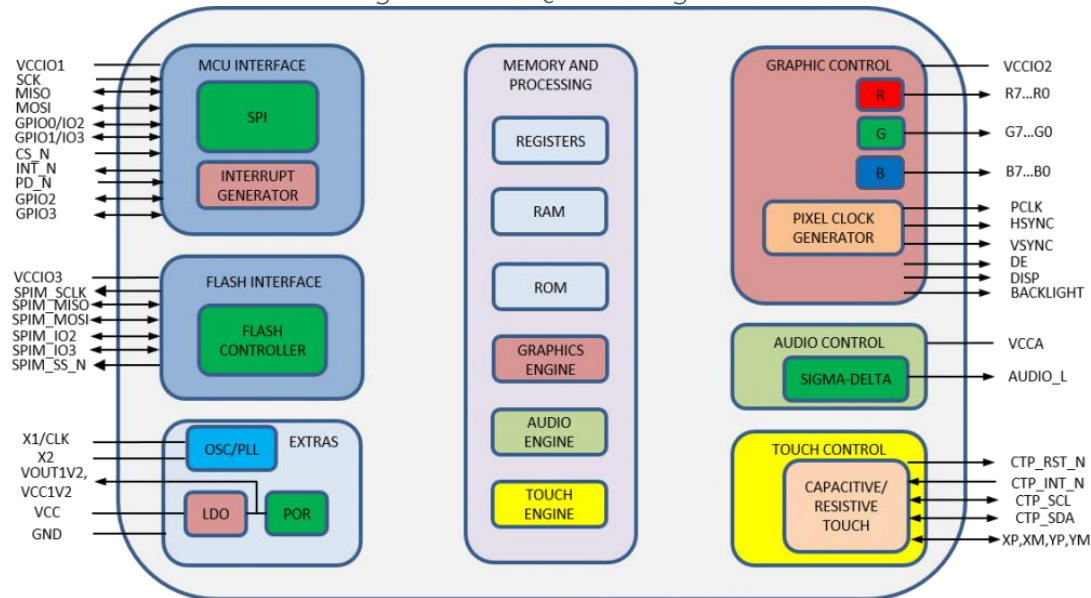 VCCIO1
SCK
MISO
MOSI
GPIO0/IO2
GPIO1/IO3
CS_N
INT_N
PD_N
GPIO2
GPIO3
MCU INTERFACE
SPI
INTERRUPT
GENERATOR
VCCIO3
SPIM_SCLK
SPIM_MISO
SPIM_MOSI
SPIM_IO2
SPIM_IO3
SPIM_SS_N
FLASH INTERFACE
FLASH
CONTROLLER
X1/CLK
X2
VOUT1V2,
VCC1V2
VCC
GND
OSC/PLL
EXTRAS
LDO
POR
MEMORY AND
PROCESSING
REGISTERS
RAM
ROM
GRAPHICS
ENGINE
AUDIO
ENGINE
TOUCH
ENGINE
GRAPHIC CONTROL
R
G
B
PIXEL CLOCK
GENERATOR
VCCIO2
R7...R0
G7...G0
B7...B0
PCLK
HSYNC
VSYNC
DE
DISP
BACKLIGHT
AUDIO CONTROL
SIGMA-DELTA
VCCA
AUDIO_L
TOUCH CONTROL
CAPACITIVE/
RESISTIVE
TOUCH
CTP_RST_N
CTP_INT_N
CTP_SCL
CTP_SDA
XP,XM,YP,YM